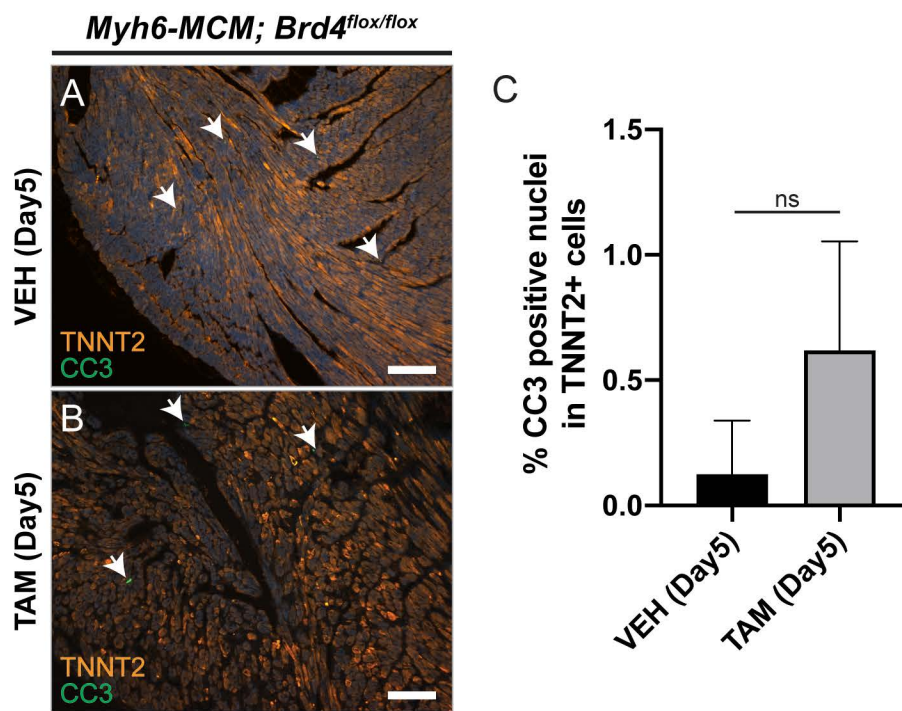 Myh6-MCM; Brd4flox/flox
A
VEH (Day5)
TNNT2
CC3
B
TAM (Day5)
TNNT2
CC3
C
% CC3 positive nuclei
in TNNT2+ cells
1.5
1.0
0.5
0.0
ns
VEH (Day5)
TAM (Day5)